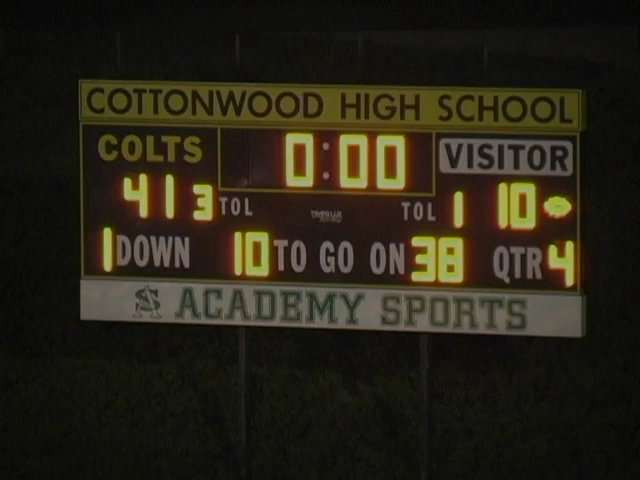 COTTONWOOD HIGH SCHOOL
COLTS 0:00 VISITOR
41 3 TOL TOL 1 10
1 DOWN 10 TO GO ON 38 QTR 4
AS ACADEMY SPORTS